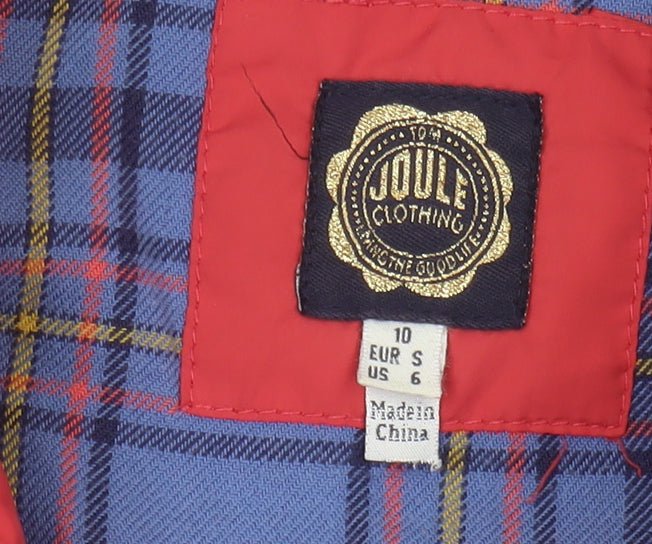 TOM
JOULE
CLOTHING
LIVING THE GOOD LIFE
10
EUR S
US 6
Made in
China